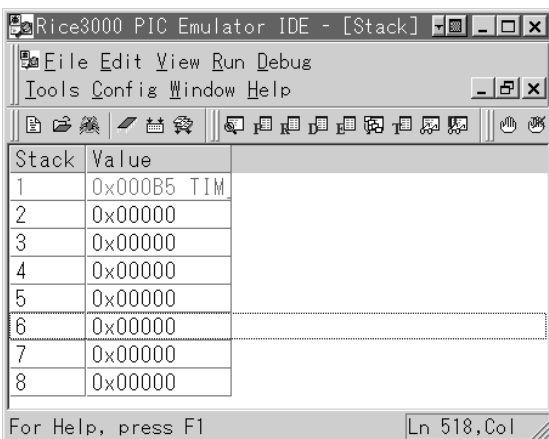 Rice3000 PIC Emulator IDE - [Stack]
File Edit View Run Debug
Tools Config Window Help
Stack Value
1 0x000B5 TIM
2 0x00000
3 0x00000
4 0x00000
5 0x00000
6 0x00000
7 0x00000
8 0x00000
For Help, press F1 Ln 518,Col